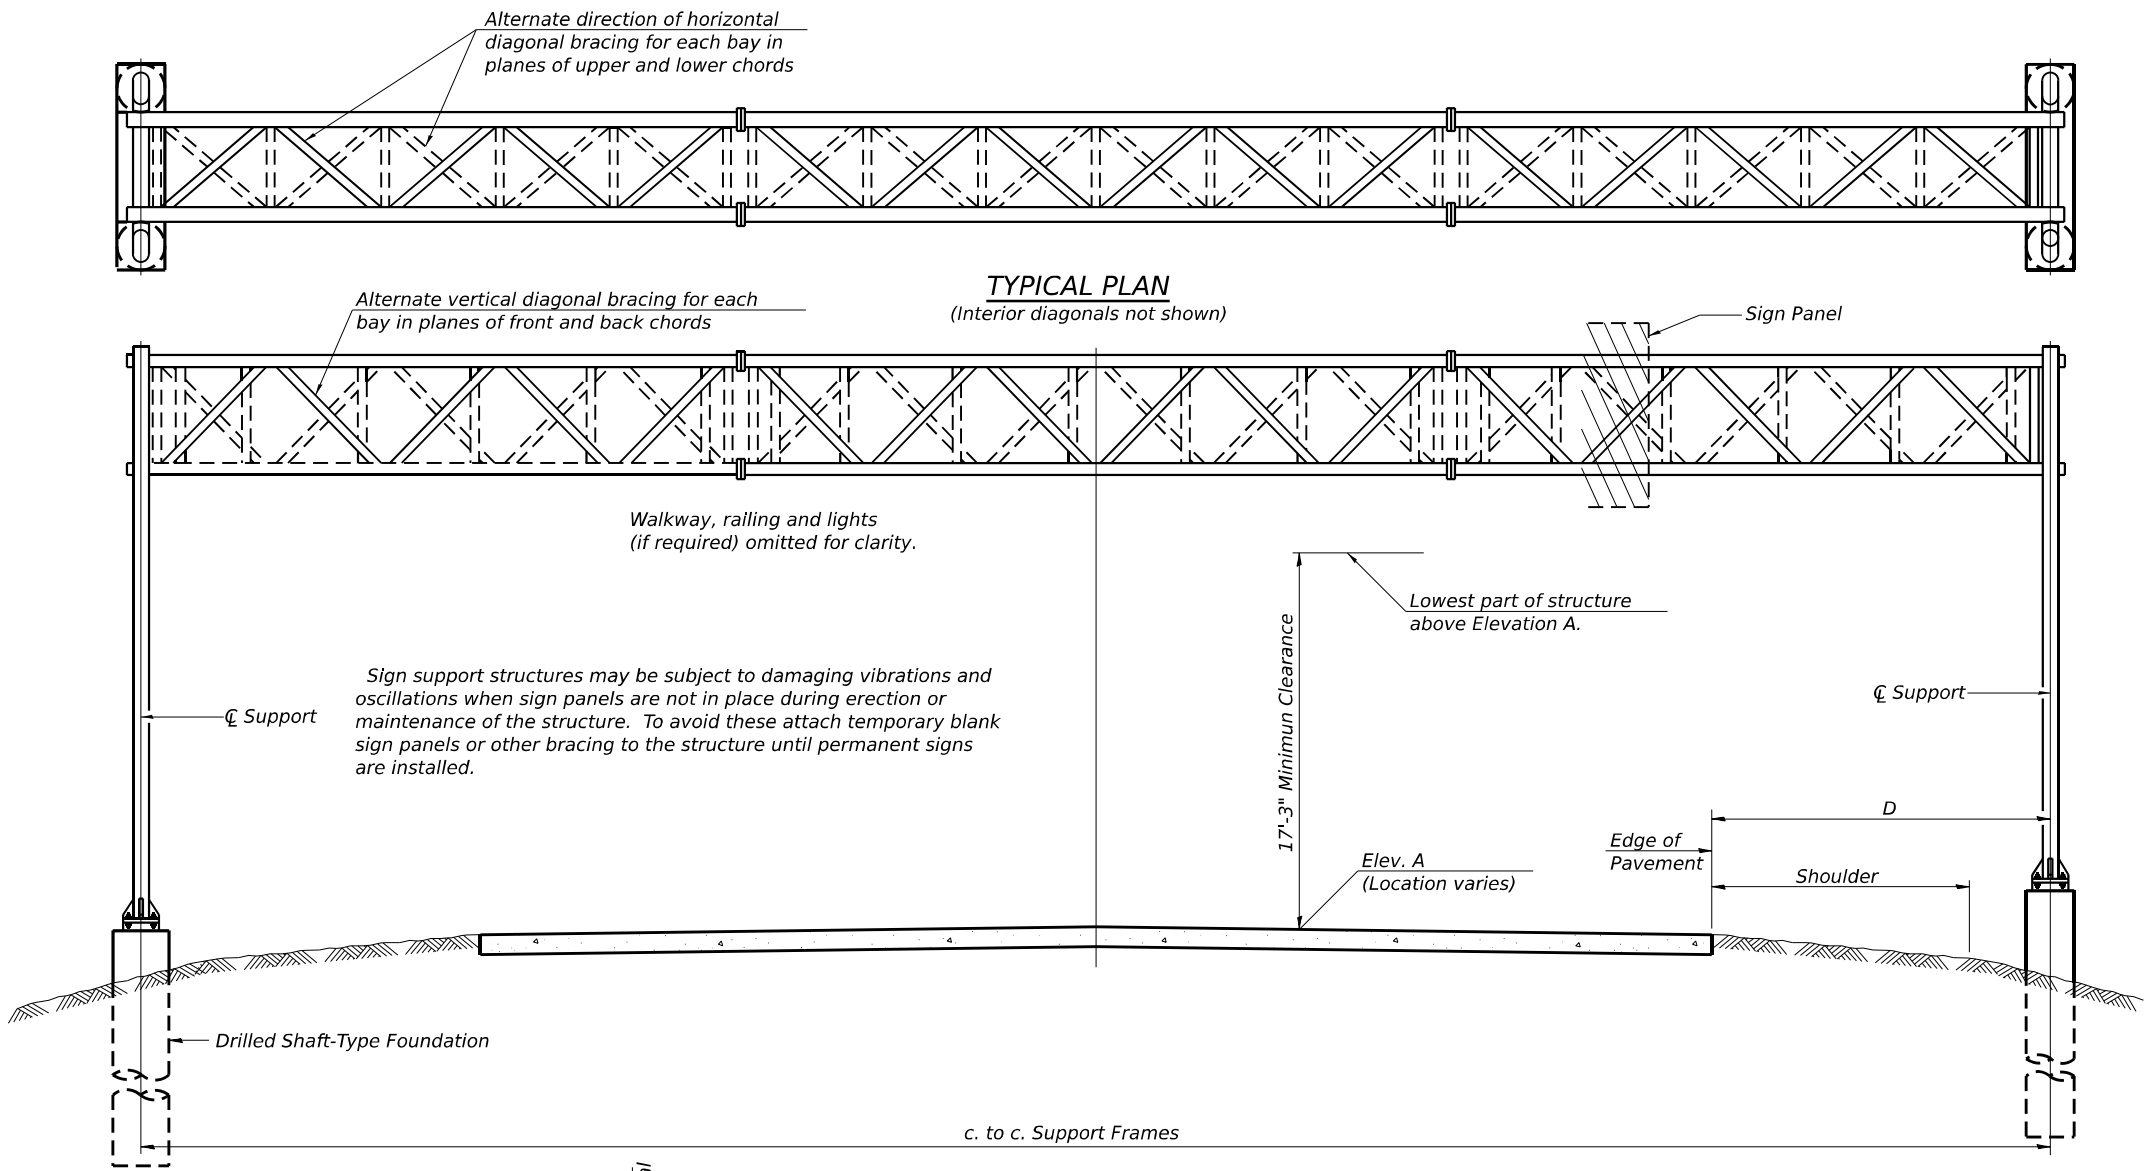 Alternate direction of horizontal
diagonal bracing for each bay in
planes of upper and lower chords
TYPICAL PLAN
(Interior diagonals not shown)
Alternate vertical diagonal bracing for each
bay in planes of front and back chords
Sign Panel
Walkway, railing and lights
(if required) omitted for clarity.
Lowest part of structure
above Elevation A.
17'-3" Minimun Clearance
Sign support structures may be subject to damaging vibrations and
oscillations when sign panels are not in place during erection or
maintenance of the structure. To avoid these attach temporary blank
sign panels or other bracing to the structure until permanent signs
are installed.
℄ Support
℄ Support
D
Edge of
Pavement
Shoulder
Elev. A
(Location varies)
Drilled Shaft-Type Foundation
c. to c. Support Frames